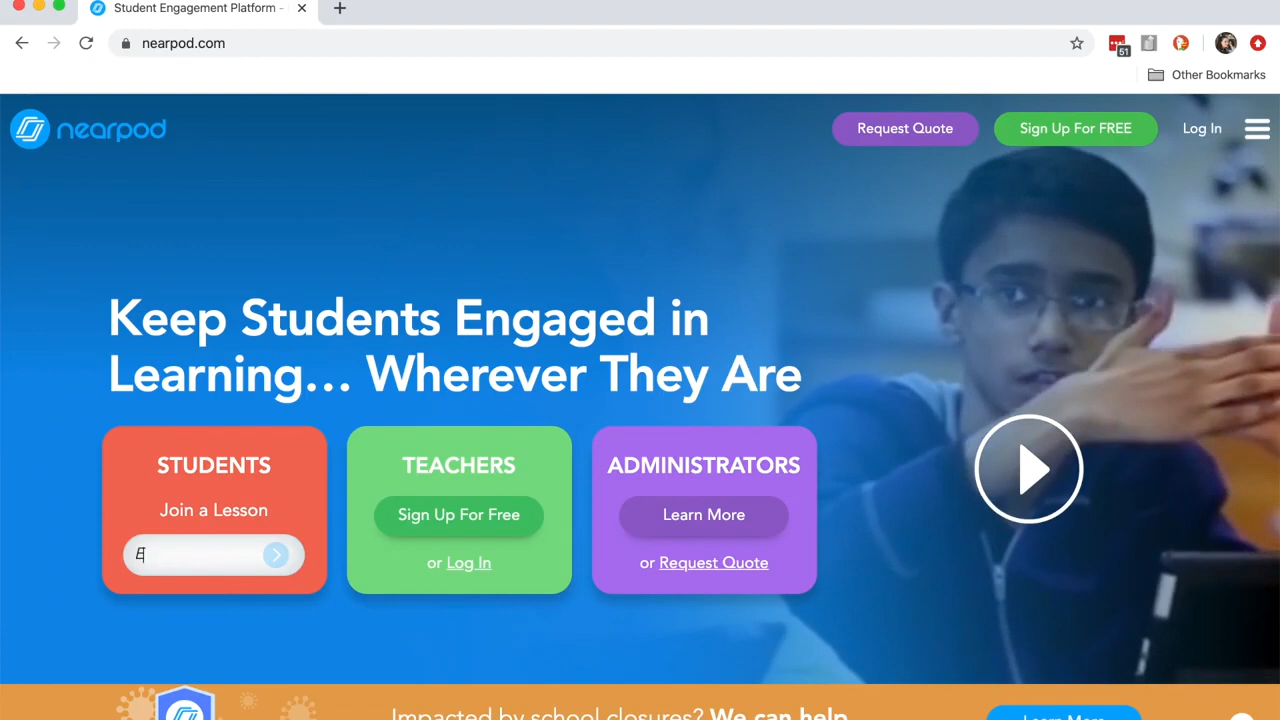 Student Engagement Platform -
nearpod.com
51
Other Bookmarks
nearpod
Request Quote
Sign Up For FREE
Log In
Keep Students Engaged in
Learning... Wherever They Are
STUDENTS
Join a Lesson
TEACHERS
Sign Up For Free
or Log In
ADMINISTRATORS
Learn More
or Request Quote
Impacted by school closures? We can help
Learn More